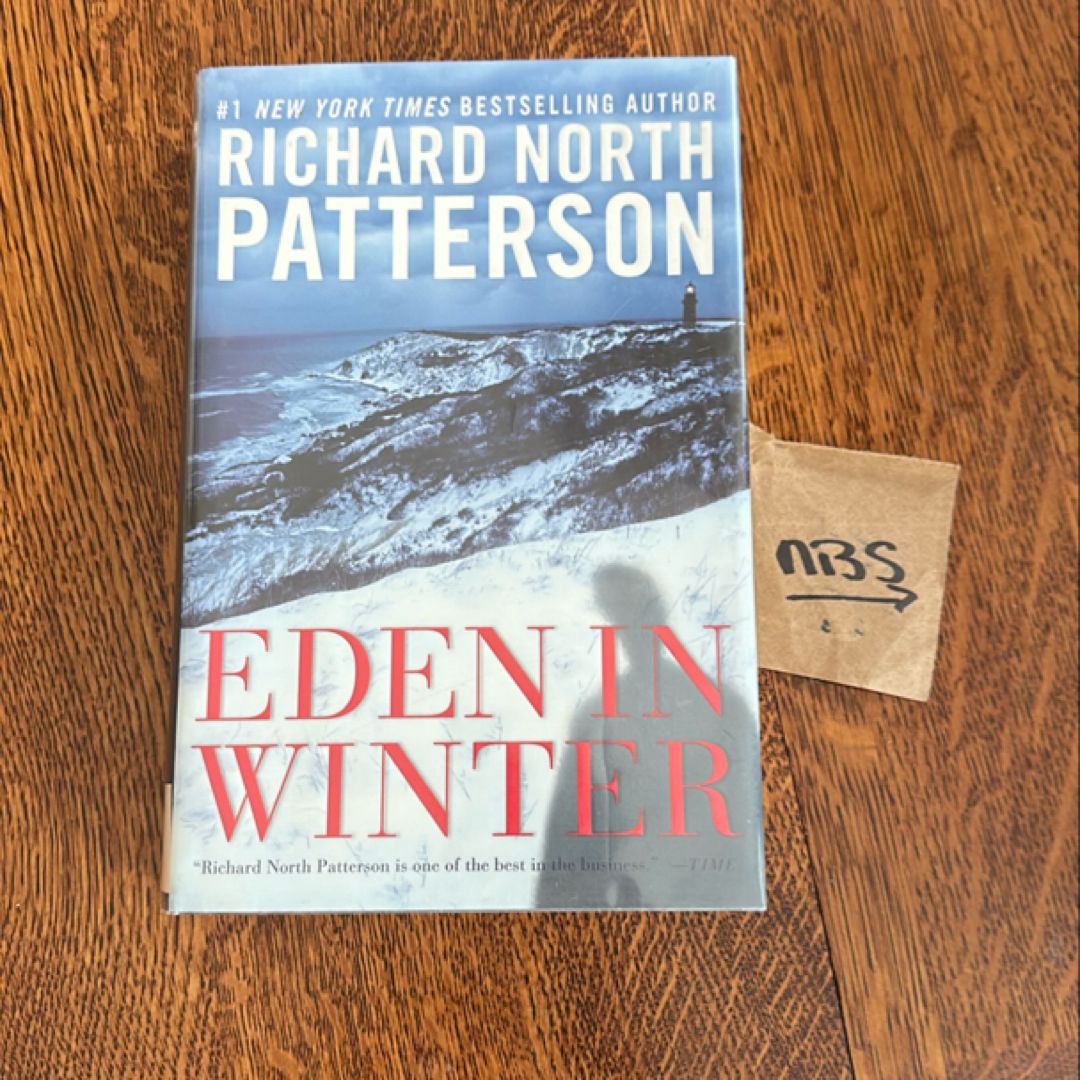 #1 NEW YORK TIMES BESTSELLING AUTHOR
RICHARD NORTH
PATTERSON
EDEN IN
WINTER
“Richard North Patterson is one of the best in the business.” —TIME
NBS